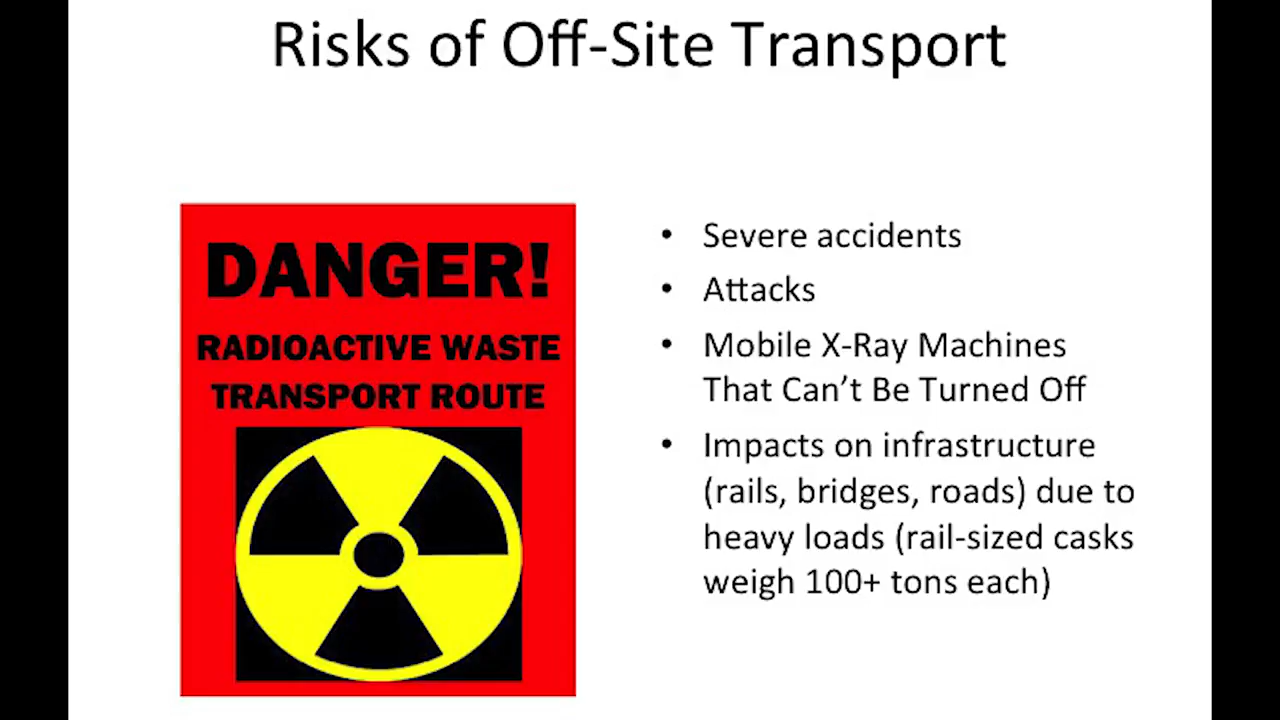 Risks of Off-Site Transport
DANGER!
RADIOACTIVE WASTE
TRANSPORT ROUTE
• Severe accidents
• Attacks
• Mobile X-Ray Machines
That Can’t Be Turned Off
• Impacts on infrastructure
(rails, bridges, roads) due to
heavy loads (rail-sized casks
weigh 100+ tons each)